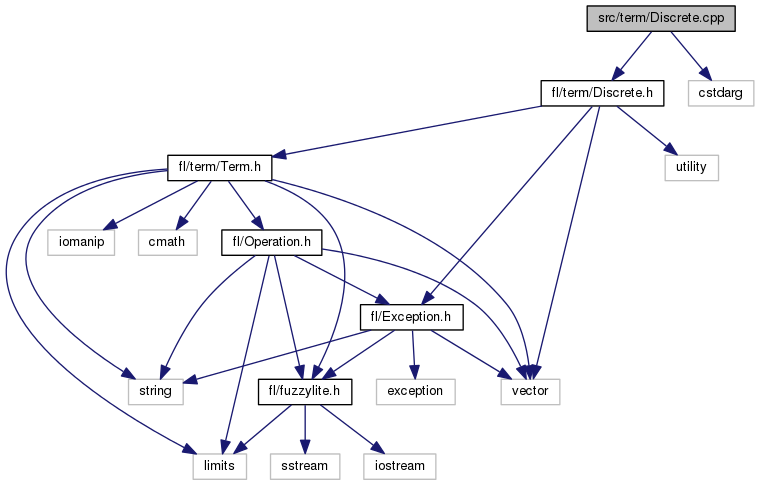 src/term/Discrete.cpp
fl/term/Discrete.h
cstdarg
fl/term/Term.h
utility
iomanip
cmath
fl/Operation.h
fl/Exception.h
string
fl/fuzzylite.h
exception
vector
limits
sstream
iostream